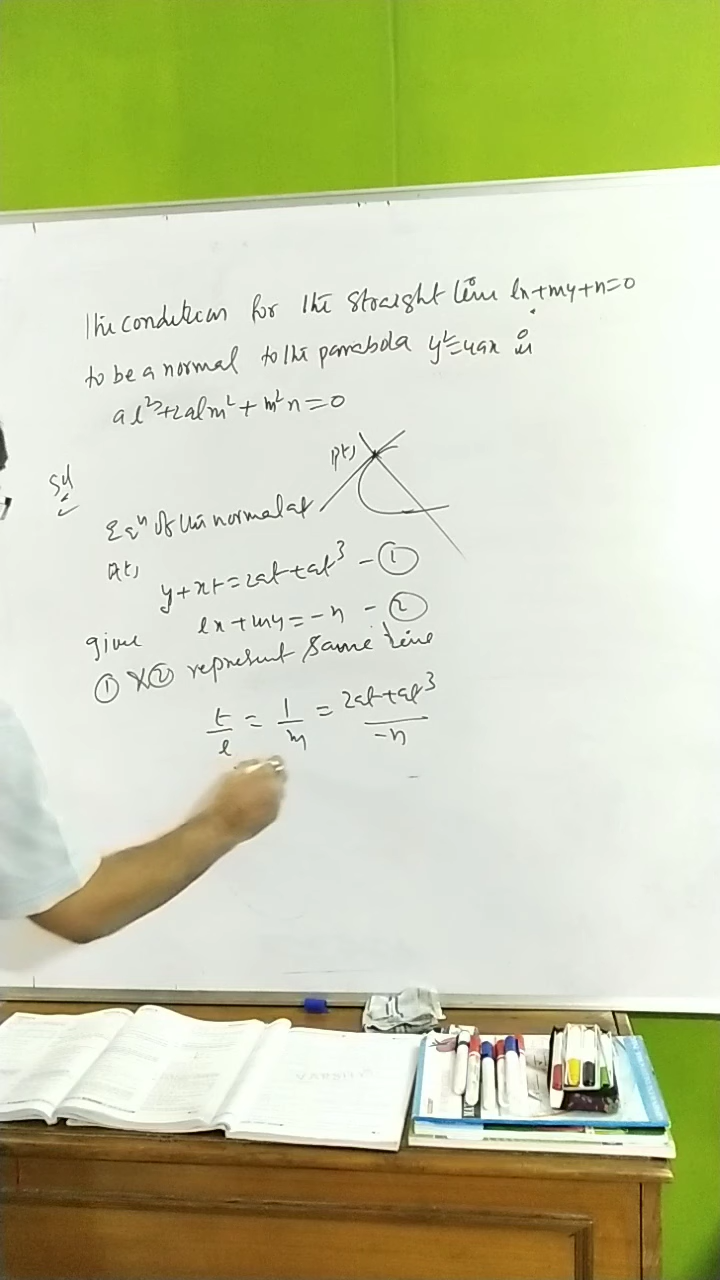 The condition for the straight line lx+my+n=0
to be a normal to the parabola y²=4ax is
al³+2alm²+m²n=0
Sol
P(t)
Eqⁿ of the normal at
P(t)
y+xt=2at+at³ - ①
given lx+my=-n - ②
① & ② represent same line
t/l = 1/m = 2at+at³/-n